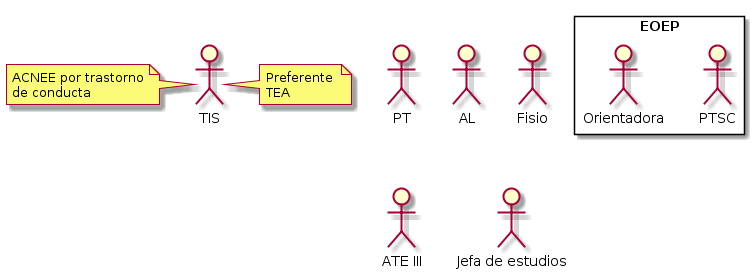 EOEP
ACNEE por trastorno
de conducta
Preferente
TEA
TIS
PT
AL
Fisio
Orientadora
PTSC
ATE III
Jefa de estudios